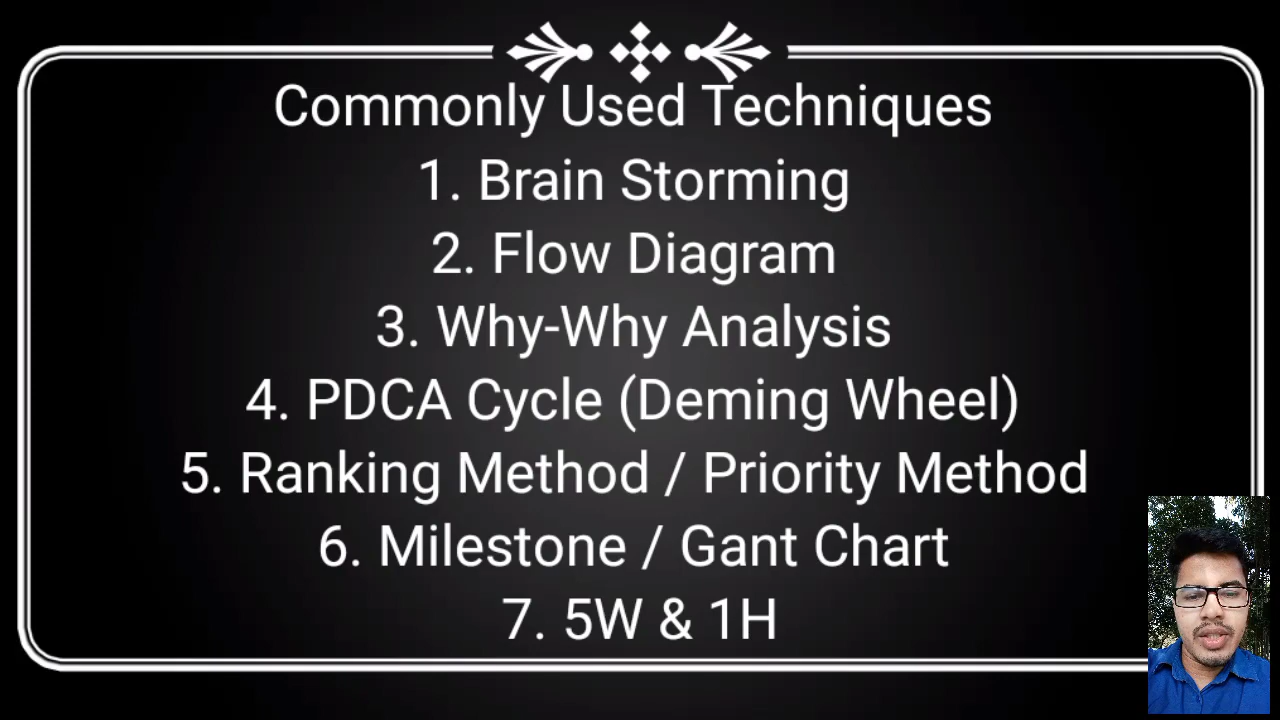 Commonly Used Techniques
1. Brain Storming
2. Flow Diagram
3. Why-Why Analysis
4. PDCA Cycle (Deming Wheel)
5. Ranking Method / Priority Method
6. Milestone / Gant Chart
7. 5W & 1H